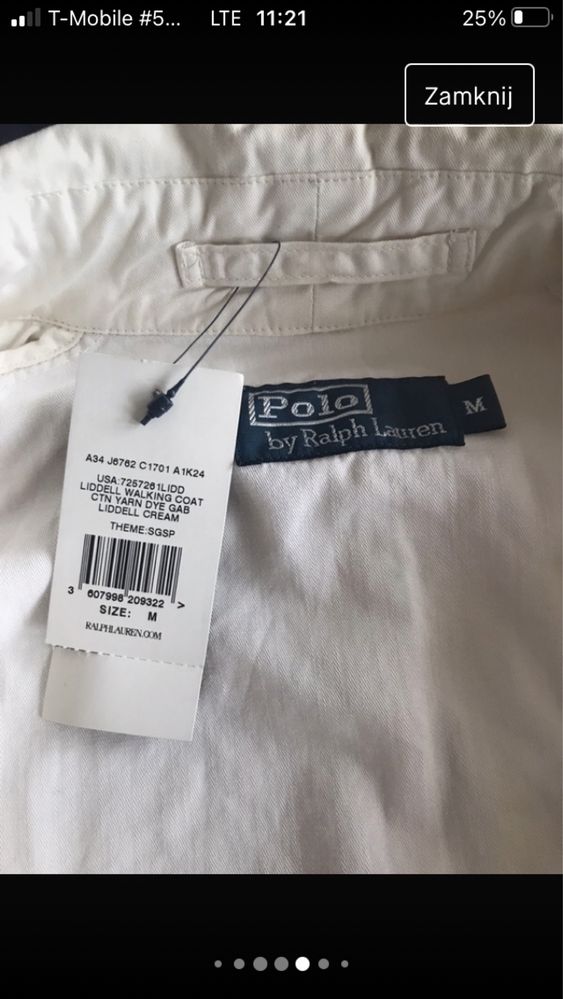 T-Mobile #5... LTE 11:21 25%
Zamknij
Polo
by Ralph Lauren
M
A34 J6762 C1701 A1K24
USA:7257261LIDD
LIDDELL WALKING COAT
CTN YARN DYE GAB
LIDDELL CREAM
THEME:SGSP
3 607998 209322 >
SIZE: M
RALPHLAUREN.COM